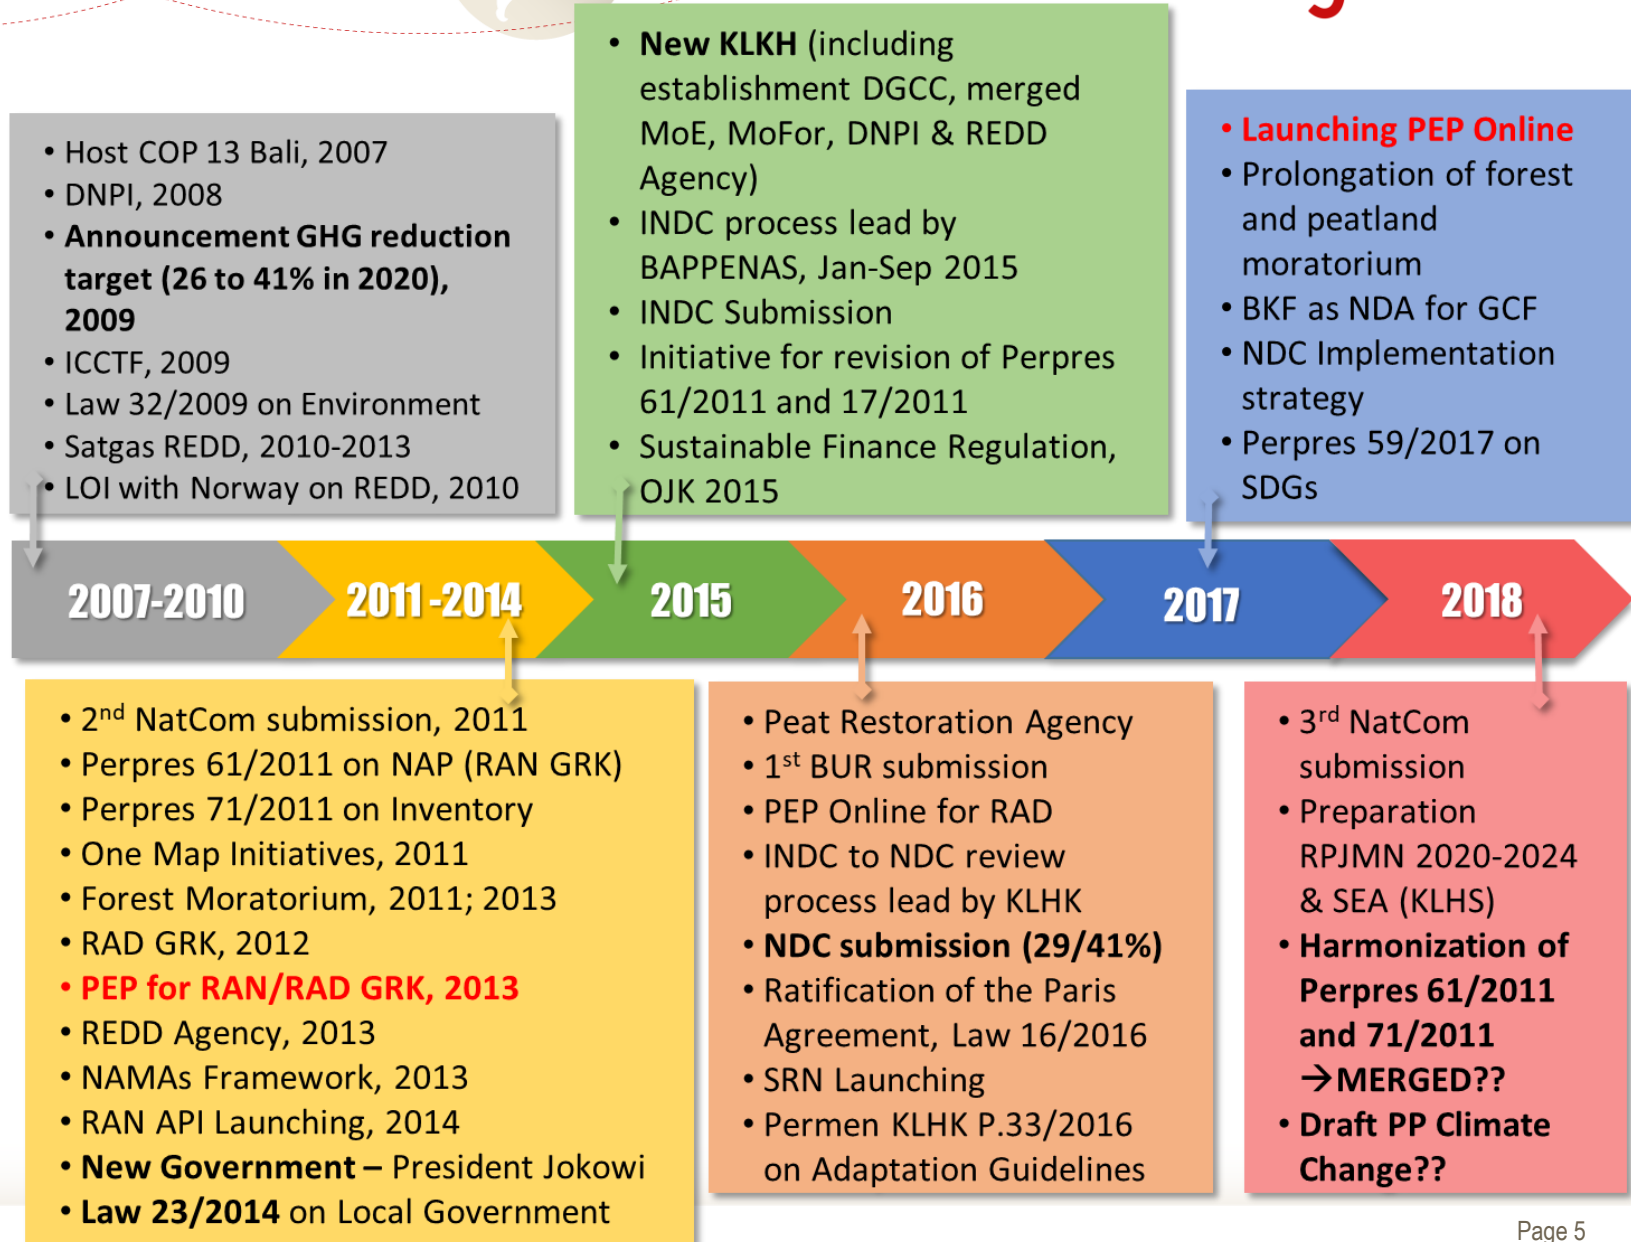 • Host COP 13 Bali, 2007
• DNPI, 2008
• Announcement GHG reduction
target (26 to 41% in 2020),
2009
• ICCTF, 2009
• Law 32/2009 on Environment
• Satgas REDD, 2010-2013
• LOI with Norway on REDD, 2010
• New KLKH (including
establishment DGCC, merged
MoE, MoFor, DNPI & REDD
Agency)
• INDC process lead by
BAPPENAS, Jan-Sep 2015
• INDC Submission
• Initiative for revision of Perpres
61/2011 and 17/2011
• Sustainable Finance Regulation,
OJK 2015
• Launching PEP Online
• Prolongation of forest
and peatland
moratorium
• BKF as NDA for GCF
• NDC Implementation
strategy
• Perpres 59/2017 on
SDGs
2007-2010
2011 -2014
2015
2016
2017
2018
• 2nd NatCom submission, 2011
• Perpres 61/2011 on NAP (RAN GRK)
• Perpres 71/2011 on Inventory
• One Map Initiatives, 2011
• Forest Moratorium, 2011; 2013
• RAD GRK, 2012
• PEP for RAN/RAD GRK, 2013
• REDD Agency, 2013
• NAMAs Framework, 2013
• RAN API Launching, 2014
• New Government – President Jokowi
• Law 23/2014 on Local Government
• Peat Restoration Agency
• 1st BUR submission
• PEP Online for RAD
• INDC to NDC review
process lead by KLHK
• NDC submission (29/41%)
• Ratification of the Paris
Agreement, Law 16/2016
• SRN Launching
• Permen KLHK P.33/2016
on Adaptation Guidelines
• 3rd NatCom
submission
• Preparation
RPJMN 2020-2024
& SEA (KLHS)
• Harmonization of
Perpres 61/2011
and 71/2011
→MERGED??
• Draft PP Climate
Change??
Page 5